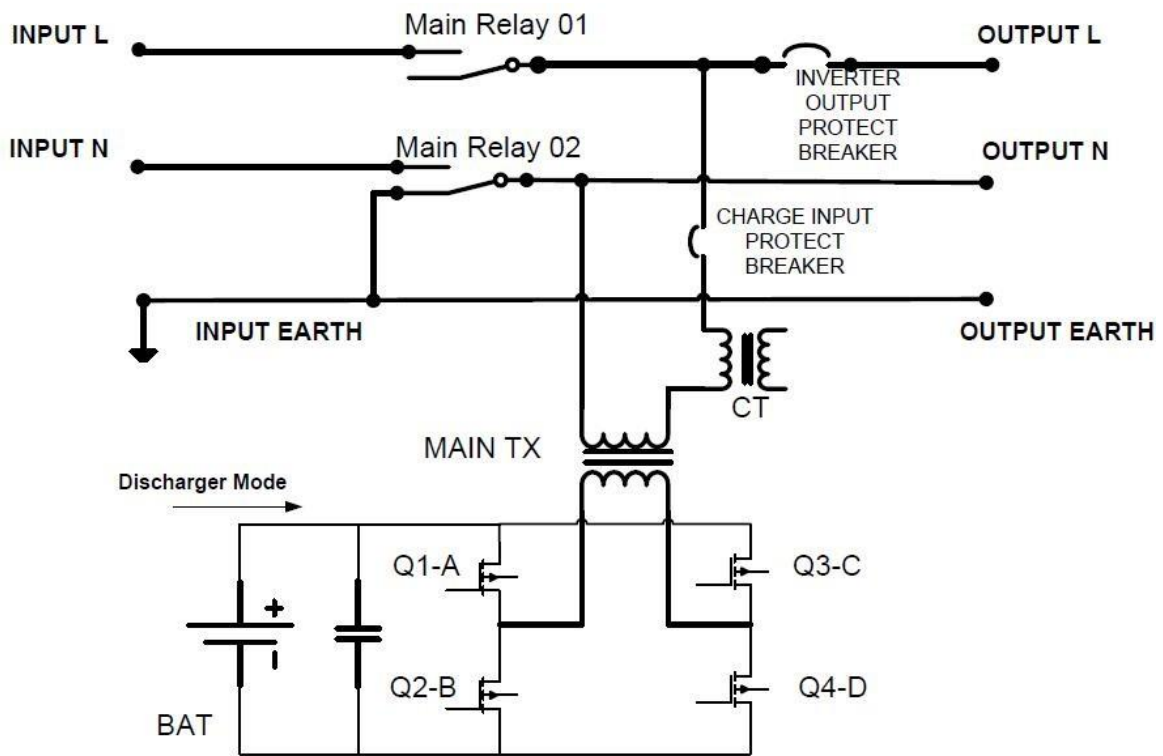 Main Relay 01
INPUT L
OUTPUT L
INVERTER
OUTPUT
PROTECT
BREAKER
INPUT N
Main Relay 02
OUTPUT N
CHARGE INPUT
PROTECT
BREAKER
INPUT EARTH
OUTPUT EARTH
CT
MAIN TX
Discharger Mode
Q1-A
Q3-C
+
Q2-B
Q4-D
BAT